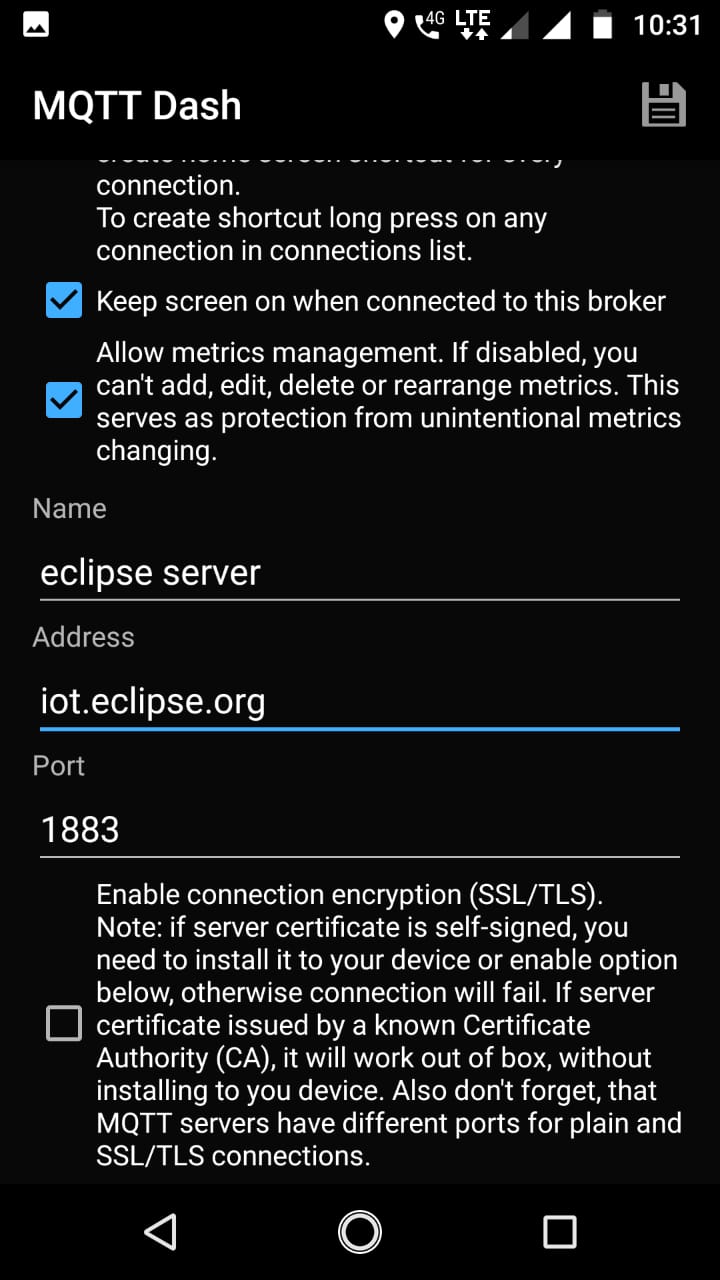 4G LTE 10:31
MQTT Dash
connection.
To create shortcut long press on any
connection in connections list.
Keep screen on when connected to this broker
Allow metrics management. If disabled, you
can't add, edit, delete or rearrange metrics. This
serves as protection from unintentional metrics
changing.
Name
eclipse server
Address
iot.eclipse.org
Port
1883
Enable connection encryption (SSL/TLS).
Note: if server certificate is self-signed, you
need to install it to your device or enable option
below, otherwise connection will fail. If server
certificate issued by a known Certificate
Authority (CA), it will work out of box, without
installing to you device. Also don't forget, that
MQTT servers have different ports for plain and
SSL/TLS connections.